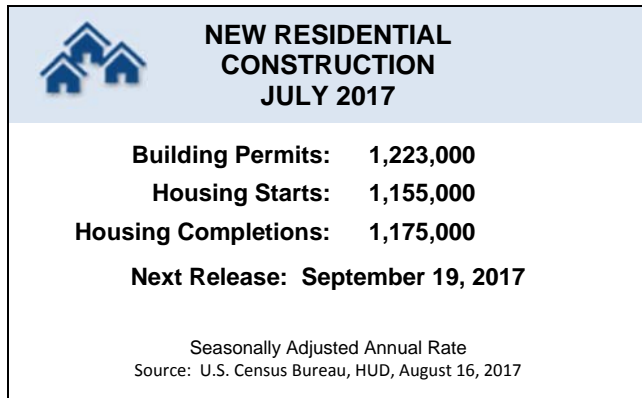 NEW RESIDENTIAL
CONSTRUCTION
JULY 2017
Building Permits: 1,223,000
Housing Starts: 1,155,000
Housing Completions: 1,175,000
Next Release: September 19, 2017
Seasonally Adjusted Annual Rate
Source: U.S. Census Bureau, HUD, August 16, 2017